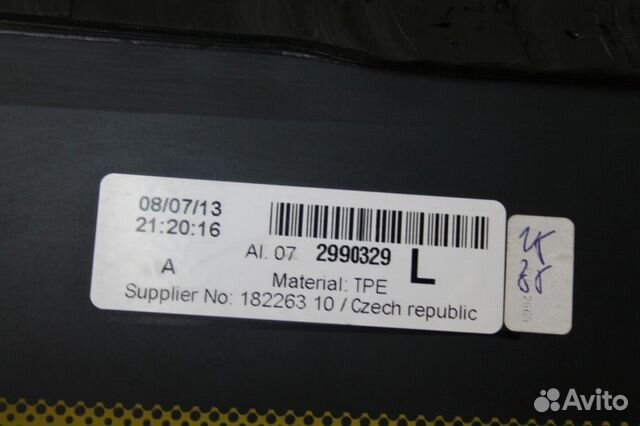 08/07/13
21:20:16
A
AI. 07 2990329 L
Material: TPE
Supplier No: 182263 10 / Czech republic
Avito